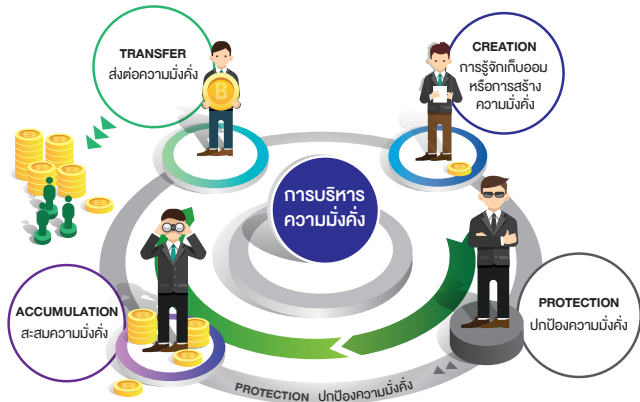 TRANSFER
ส่งต่อความมั่งคั่ง
CREATION
การรู้จักเก็บออม
หรือการสร้าง
ความมั่งคั่ง
B
การบริหาร
ความมั่งคั่ง
ACCUMULATION
สะสมความมั่งคั่ง
PROTECTION
ปกป้องความมั่งคั่ง
PROTECTION ปกป้องความมั่งคั่ง